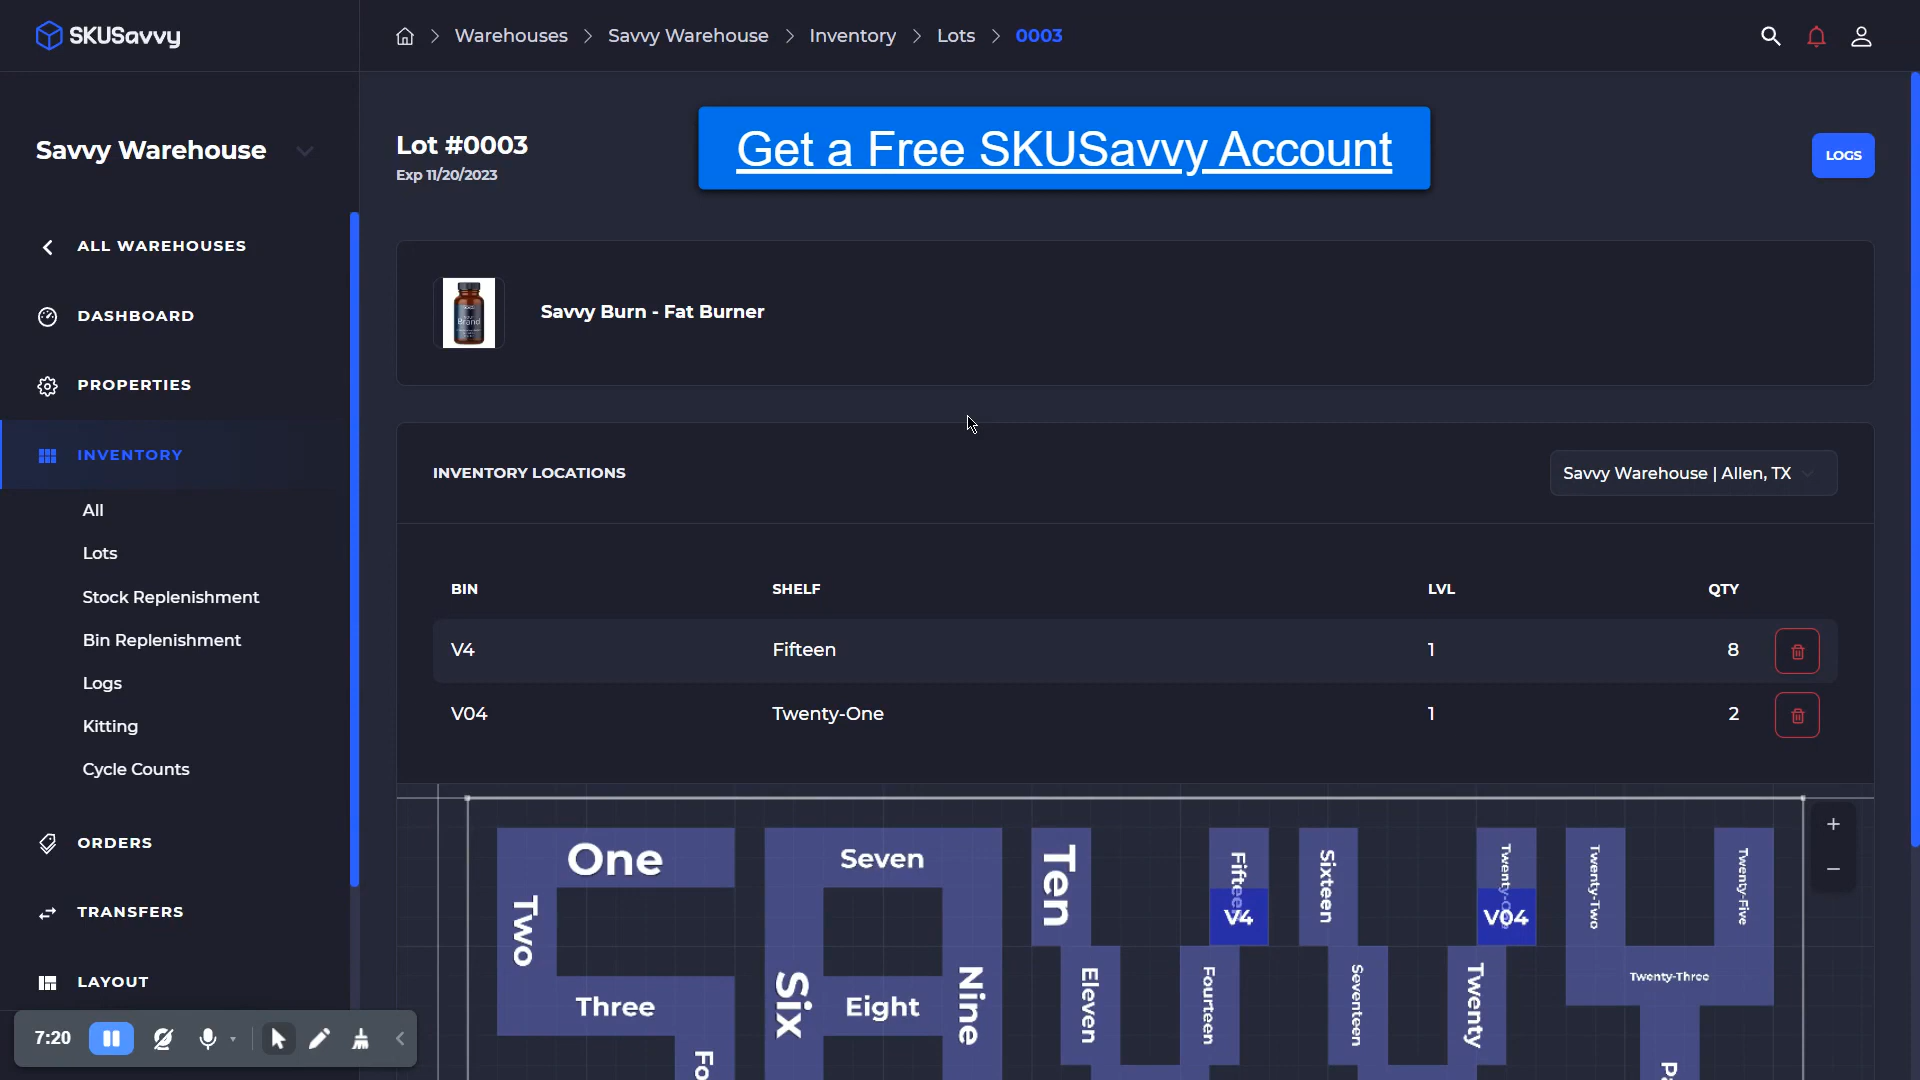 SKUSavvy
Warehouses
Savvy Warehouse
Inventory
Lots
0003
Savvy Warehouse
Lot #0003
Exp 11/20/2023
Get a Free SKUSavvy Account
LOGS
ALL WAREHOUSES
DASHBOARD
PROPERTIES
INVENTORY
All
Lots
Stock Replenishment
Bin Replenishment
Logs
Kitting
Cycle Counts
ORDERS
TRANSFERS
LAYOUT
7:20
Brand
Savvy Burn - Fat Burner
INVENTORY LOCATIONS
Savvy Warehouse | Allen, TX
BIN SHELF LVL QTY
V4 Fifteen 1 8
V04 Twenty-One 1 2
One
Two
Three
Six
Seven
Eight
Nine
Ten
Eleven
Fourteen
Fifteen
V4
Sixteen
Seventeen
Twenty
Twenty-One
V04
Twenty-Two
Twenty-Three
Twenty-Five